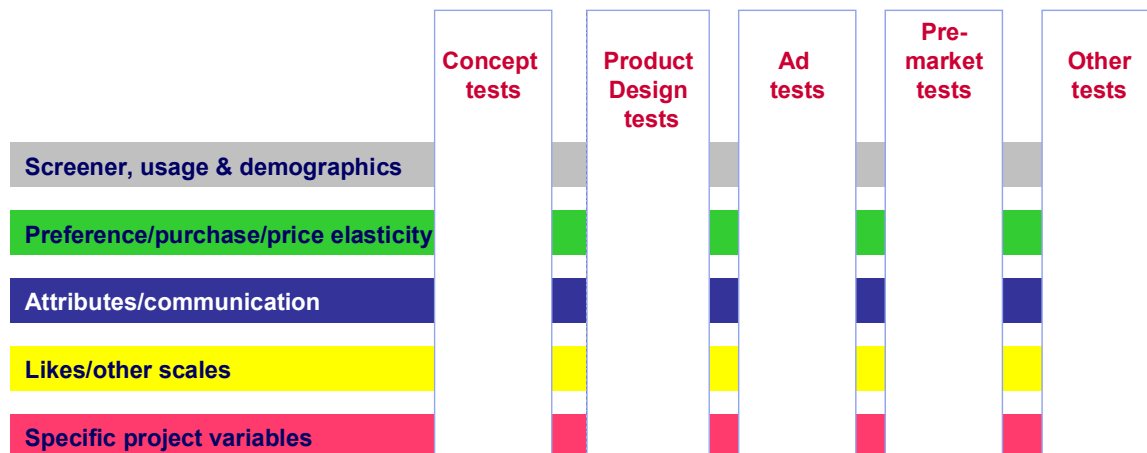 Concept
tests
Product
Design
tests
Ad
tests
Pre-
market
tests
Other
tests
Screener, usage & demographics
Preference/purchase/price elasticity
Attributes/communication
Likes/other scales
Specific project variables